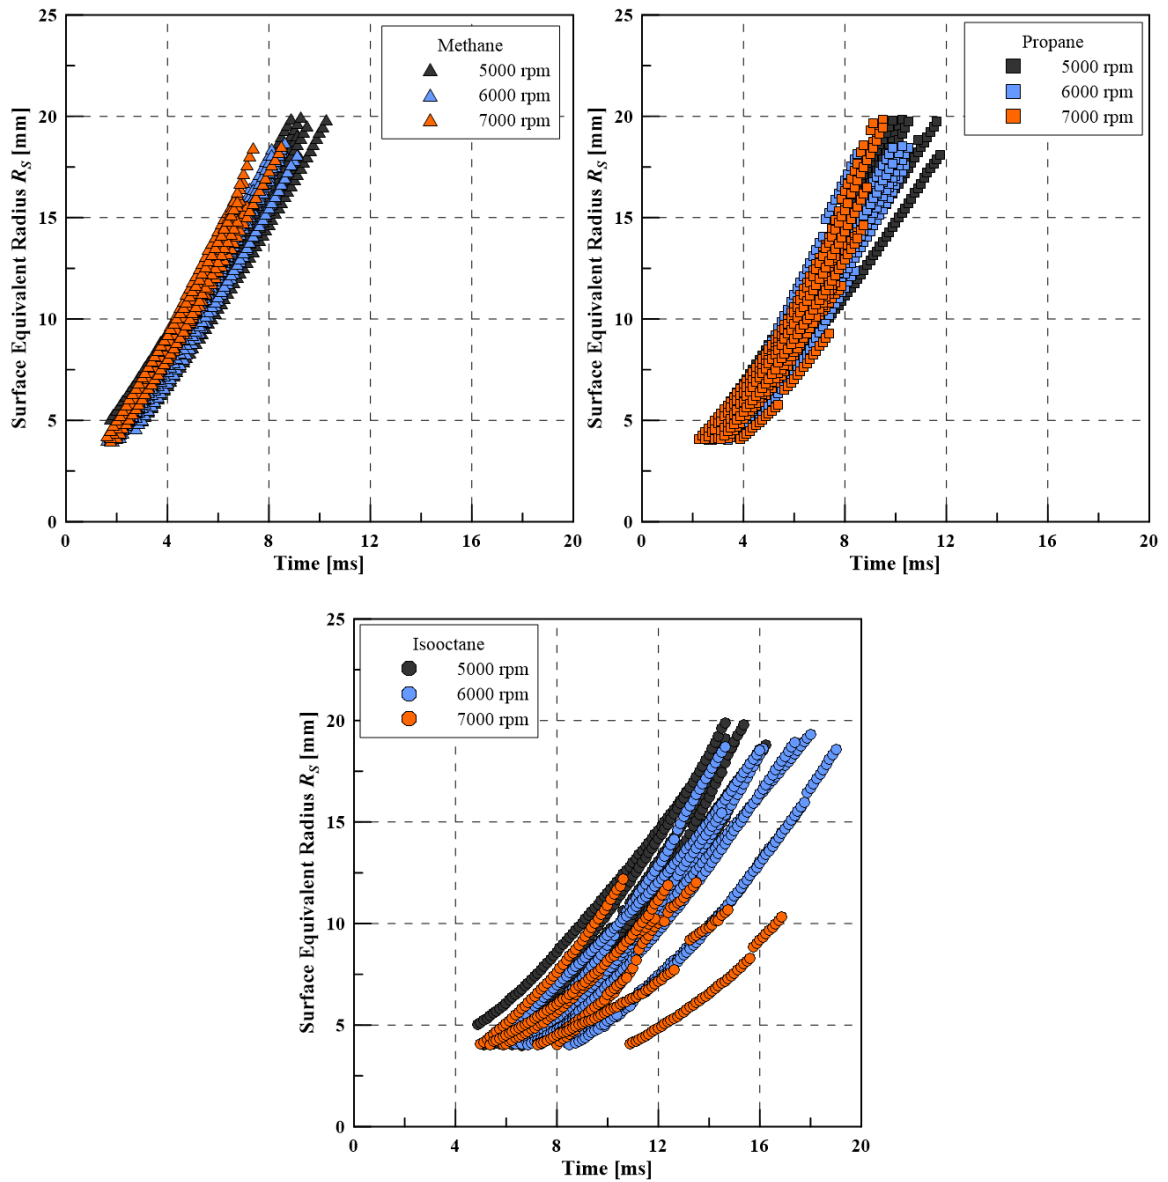 Methane
5000 rpm
6000 rpm
7000 rpm
Surface Equivalent Radius R_S [mm]
25
20
15
10
5
0
0 4 8 12 16 20
Time [ms]
Propane
5000 rpm
6000 rpm
7000 rpm
Surface Equivalent Radius R_S [mm]
25
20
15
10
5
0
0 4 8 12 16 20
Time [ms]
Isooctane
5000 rpm
6000 rpm
7000 rpm
Surface Equivalent Radius R_S [mm]
25
20
15
10
5
0
0 4 8 12 16 20
Time [ms]